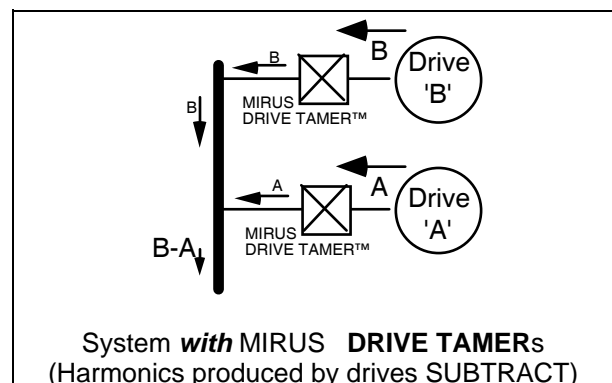 B
B
Drive
'B'
MIRUS
DRIVE TAMER™
B
A
A
Drive
'A'
MIRUS
DRIVE TAMER™
B-A
System with MIRUS DRIVE TAMERs
(Harmonics produced by drives SUBTRACT)